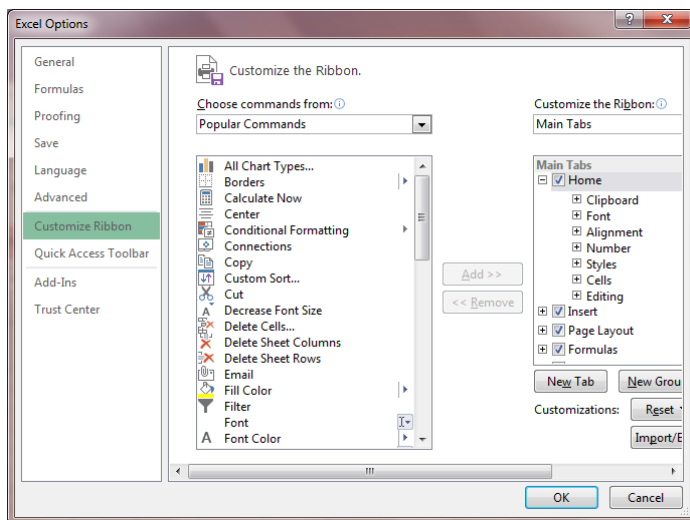 Excel Options
General
Formulas
Proofing
Save
Language
Advanced
Customize Ribbon
Quick Access Toolbar
Add-Ins
Trust Center
Customize the Ribbon.
Choose commands from:
Popular Commands
All Chart Types...
Borders
Calculate Now
Center
Conditional Formatting
Connections
Copy
Custom Sort...
Cut
Decrease Font Size
Delete Cells...
Delete Sheet Columns
Delete Sheet Rows
Email
Fill Color
Filter
Font
Font Color
Add >>
<< Remove
Customize the Ribbon:
Main Tabs
Main Tabs
Home
Clipboard
Font
Alignment
Number
Styles
Cells
Editing
Insert
Page Layout
Formulas
New Tab
New Grou
Customizations:
Reset
Import/E
OK
Cancel